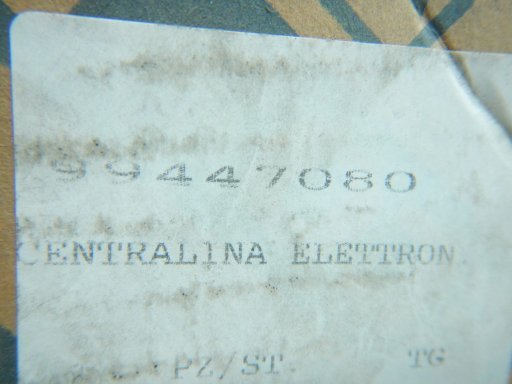 99447080
CENTRALINA ELETTRON.
PZ/ST. TG